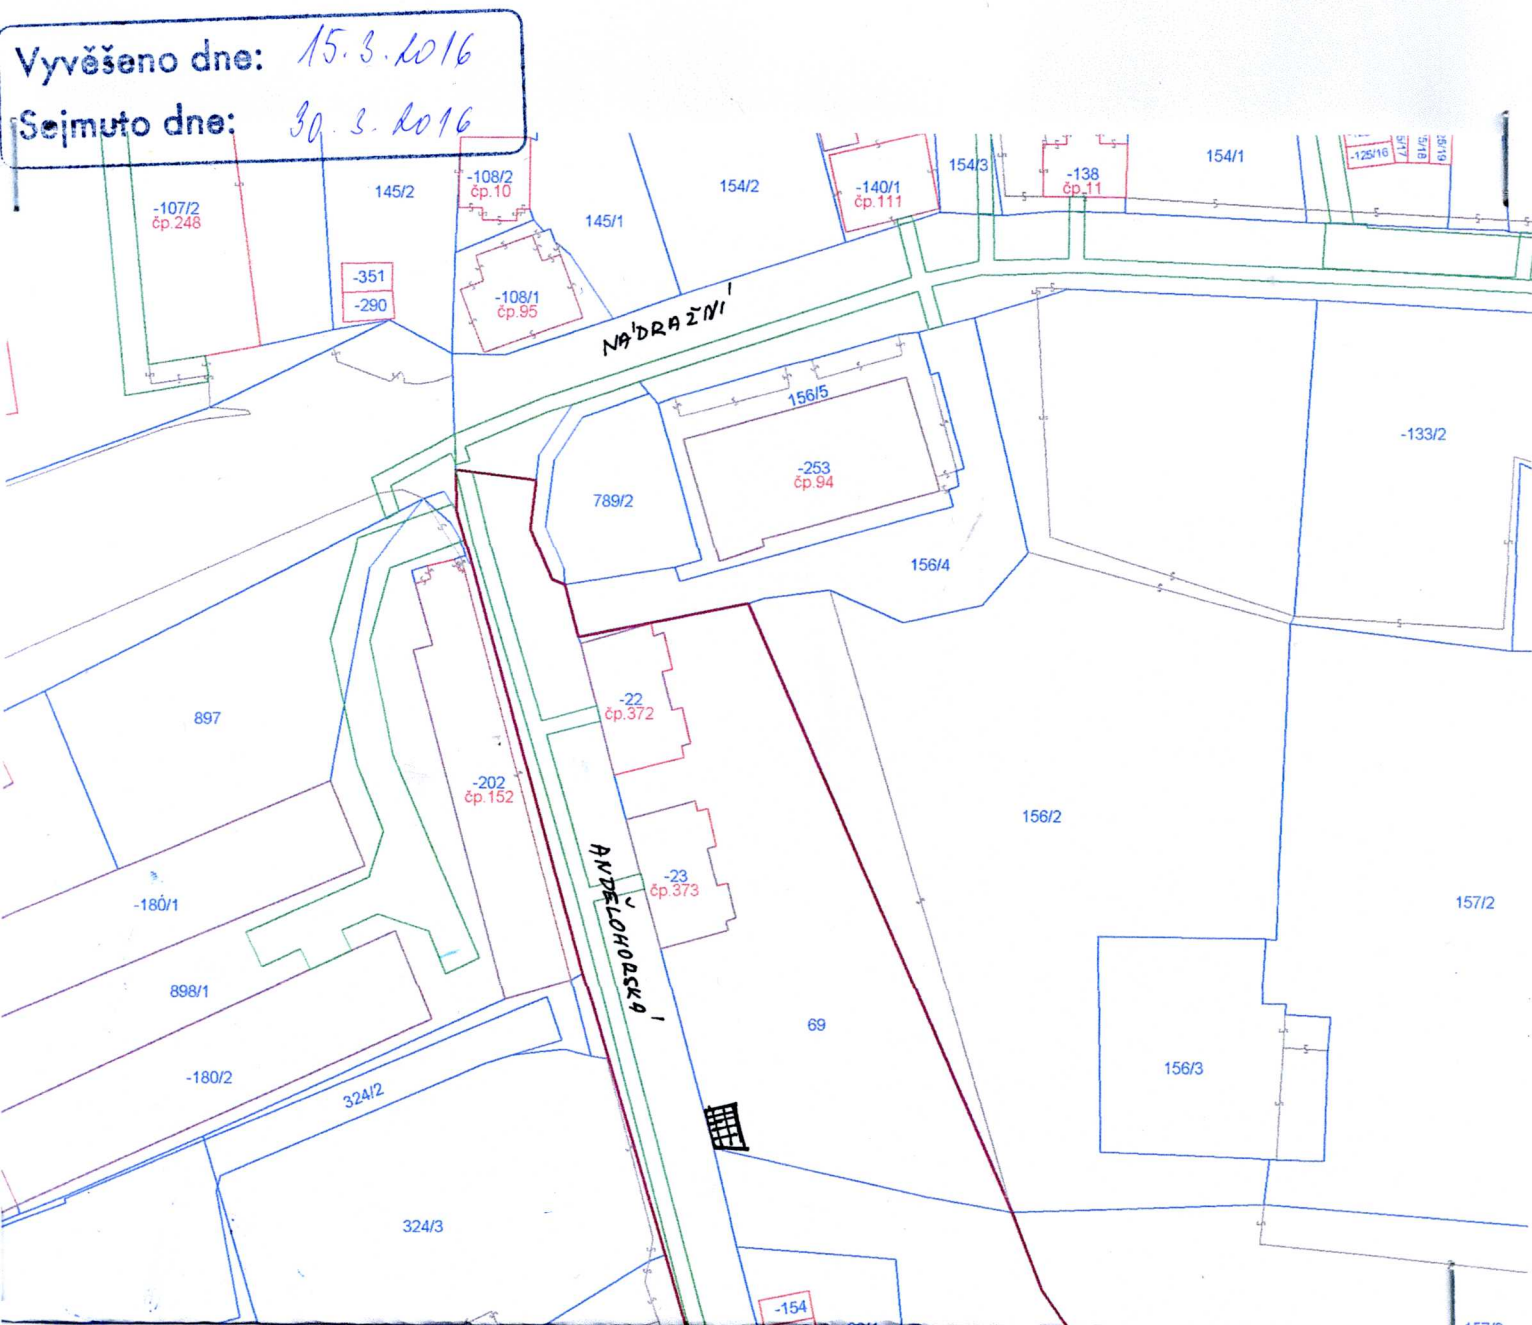 Vyvěšeno dne: 15.3.2016
Sejmuto dne: 30.3.2016
-107/2
čp.248
145/2
-351
-290
-108/2
čp.10
-108/1
čp.95
145/1
154/2
-140/1
čp.111
154/3
-138
čp.11
154/1
-125/16
NÁDRAŽNÍ
156/5
-253
čp.94
789/2
156/4
-133/2
897
-22
čp.372
-202
čp.152
156/2
ANDĚLOHORSKÁ
-23
čp.373
-180/1
157/2
898/1
69
156/3
-180/2
324/2
324/3
-154